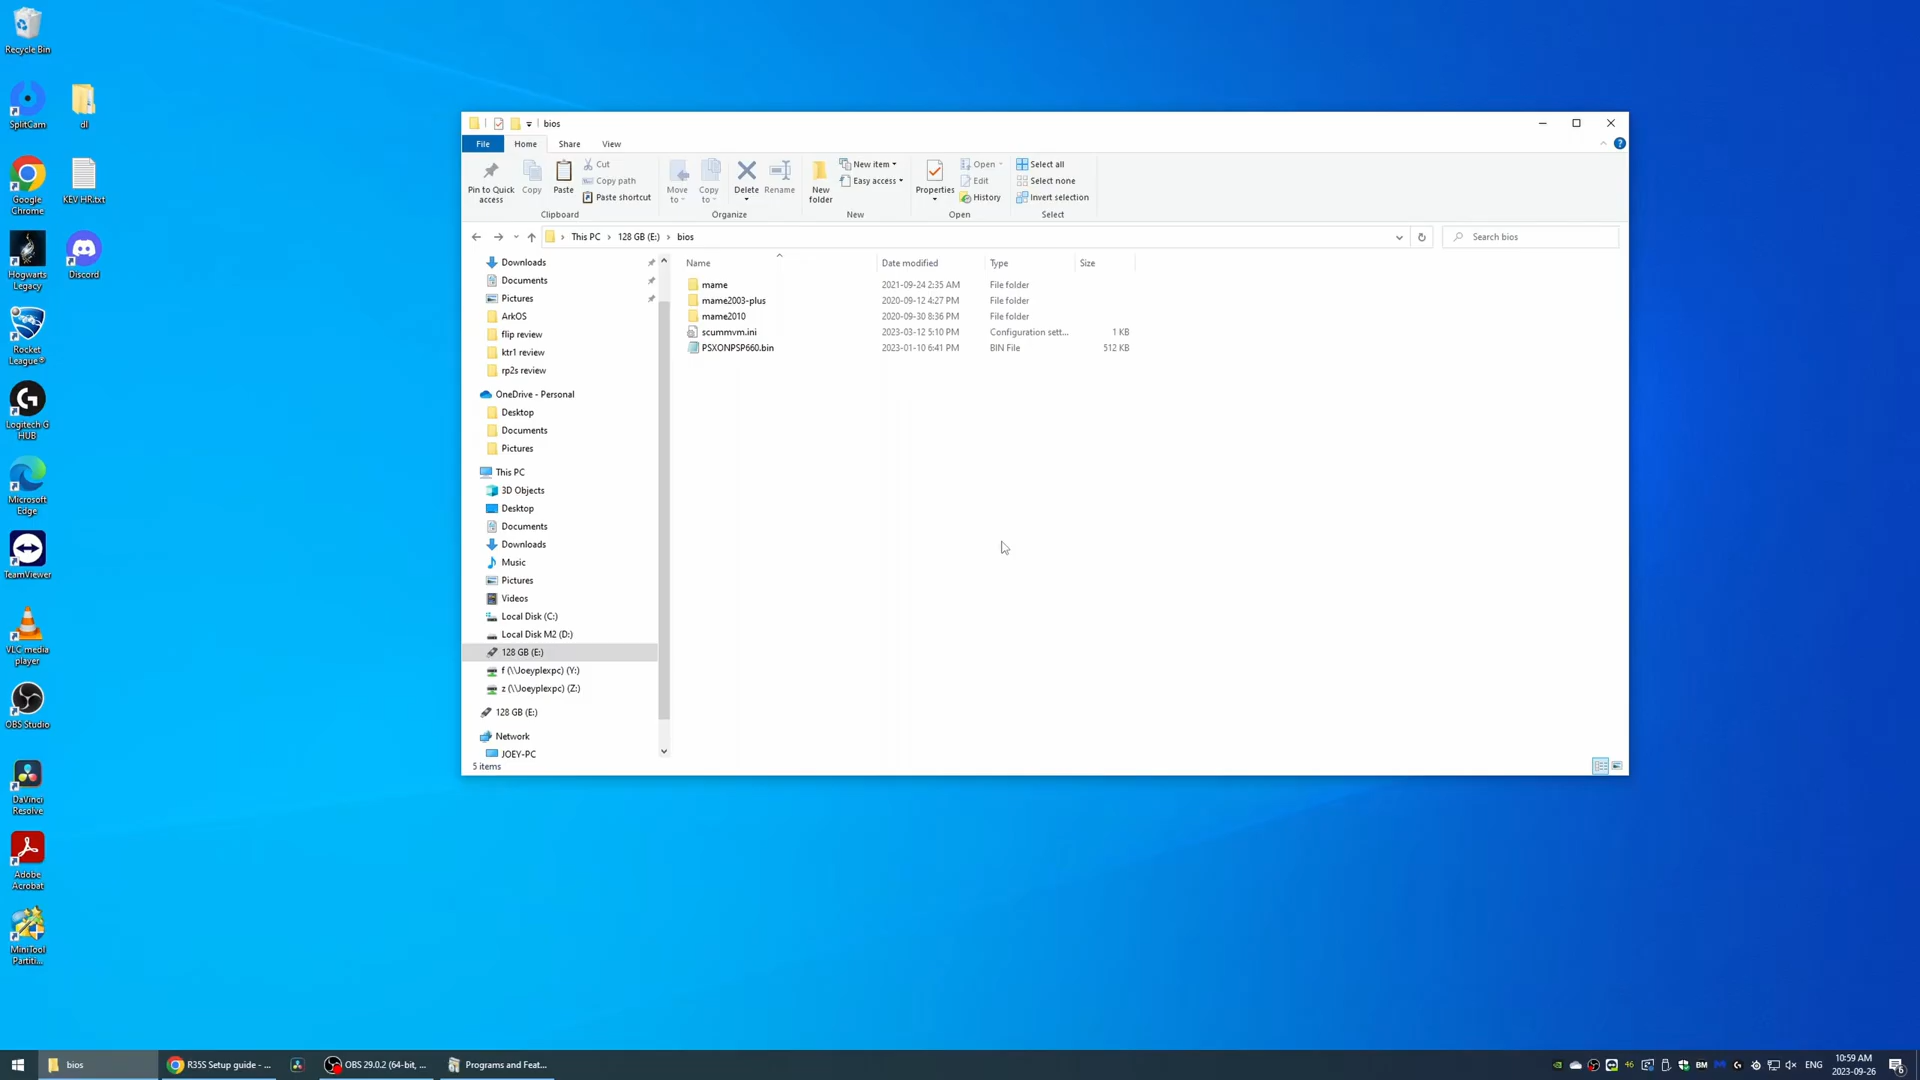 Recycle Bin
SplitCam
dl
Google
Chrome
KEV HR.txt
Hogwarts
Legacy
Discord
Rocket
League®
Logitech G
HUB
Microsoft
Edge
TeamViewer
VLC media
player
OBS Studio
DaVinci
Resolve
Adobe
Acrobat
MiniTool
Partiti...
bios
File
Home
Share
View
Pin to Quick
access
Copy
Paste
Cut
Copy path
Paste shortcut
Clipboard
Move
to
Copy
to
Delete
Rename
Organize
New
folder
New item
Easy access
New
Properties
Open
Edit
History
Open
Select all
Select none
Invert selection
Select
This PC > 128 GB (E:) > bios
Search bios
Downloads
Documents
Pictures
ArkOS
flip review
ktr1 review
rp2s review
OneDrive - Personal
Desktop
Documents
Pictures
This PC
3D Objects
Desktop
Documents
Downloads
Music
Pictures
Videos
Local Disk (C:)
Local Disk M2 (D:)
128 GB (E:)
f (\\Joeyplexpc) (Y:)
z (\\Joeyplexpc) (Z:)
128 GB (E:)
Network
JOEY-PC
Name Date modified Type Size
mame 2021-09-24 2:35 AM File folder
mame2003-plus 2020-09-12 4:27 PM File folder
mame2010 2020-09-30 8:36 PM File folder
scummvm.ini 2023-03-12 5:10 PM Configuration sett... 1 KB
PSXONPSP660.bin 2023-01-10 6:41 PM BIN File 512 KB
5 items
bios
R35S Setup guide - ...
OBS 29.0.2 (64-bit, ...
Programs and Feat...
46
BM
ENG
10:59 AM
2023-09-26
6